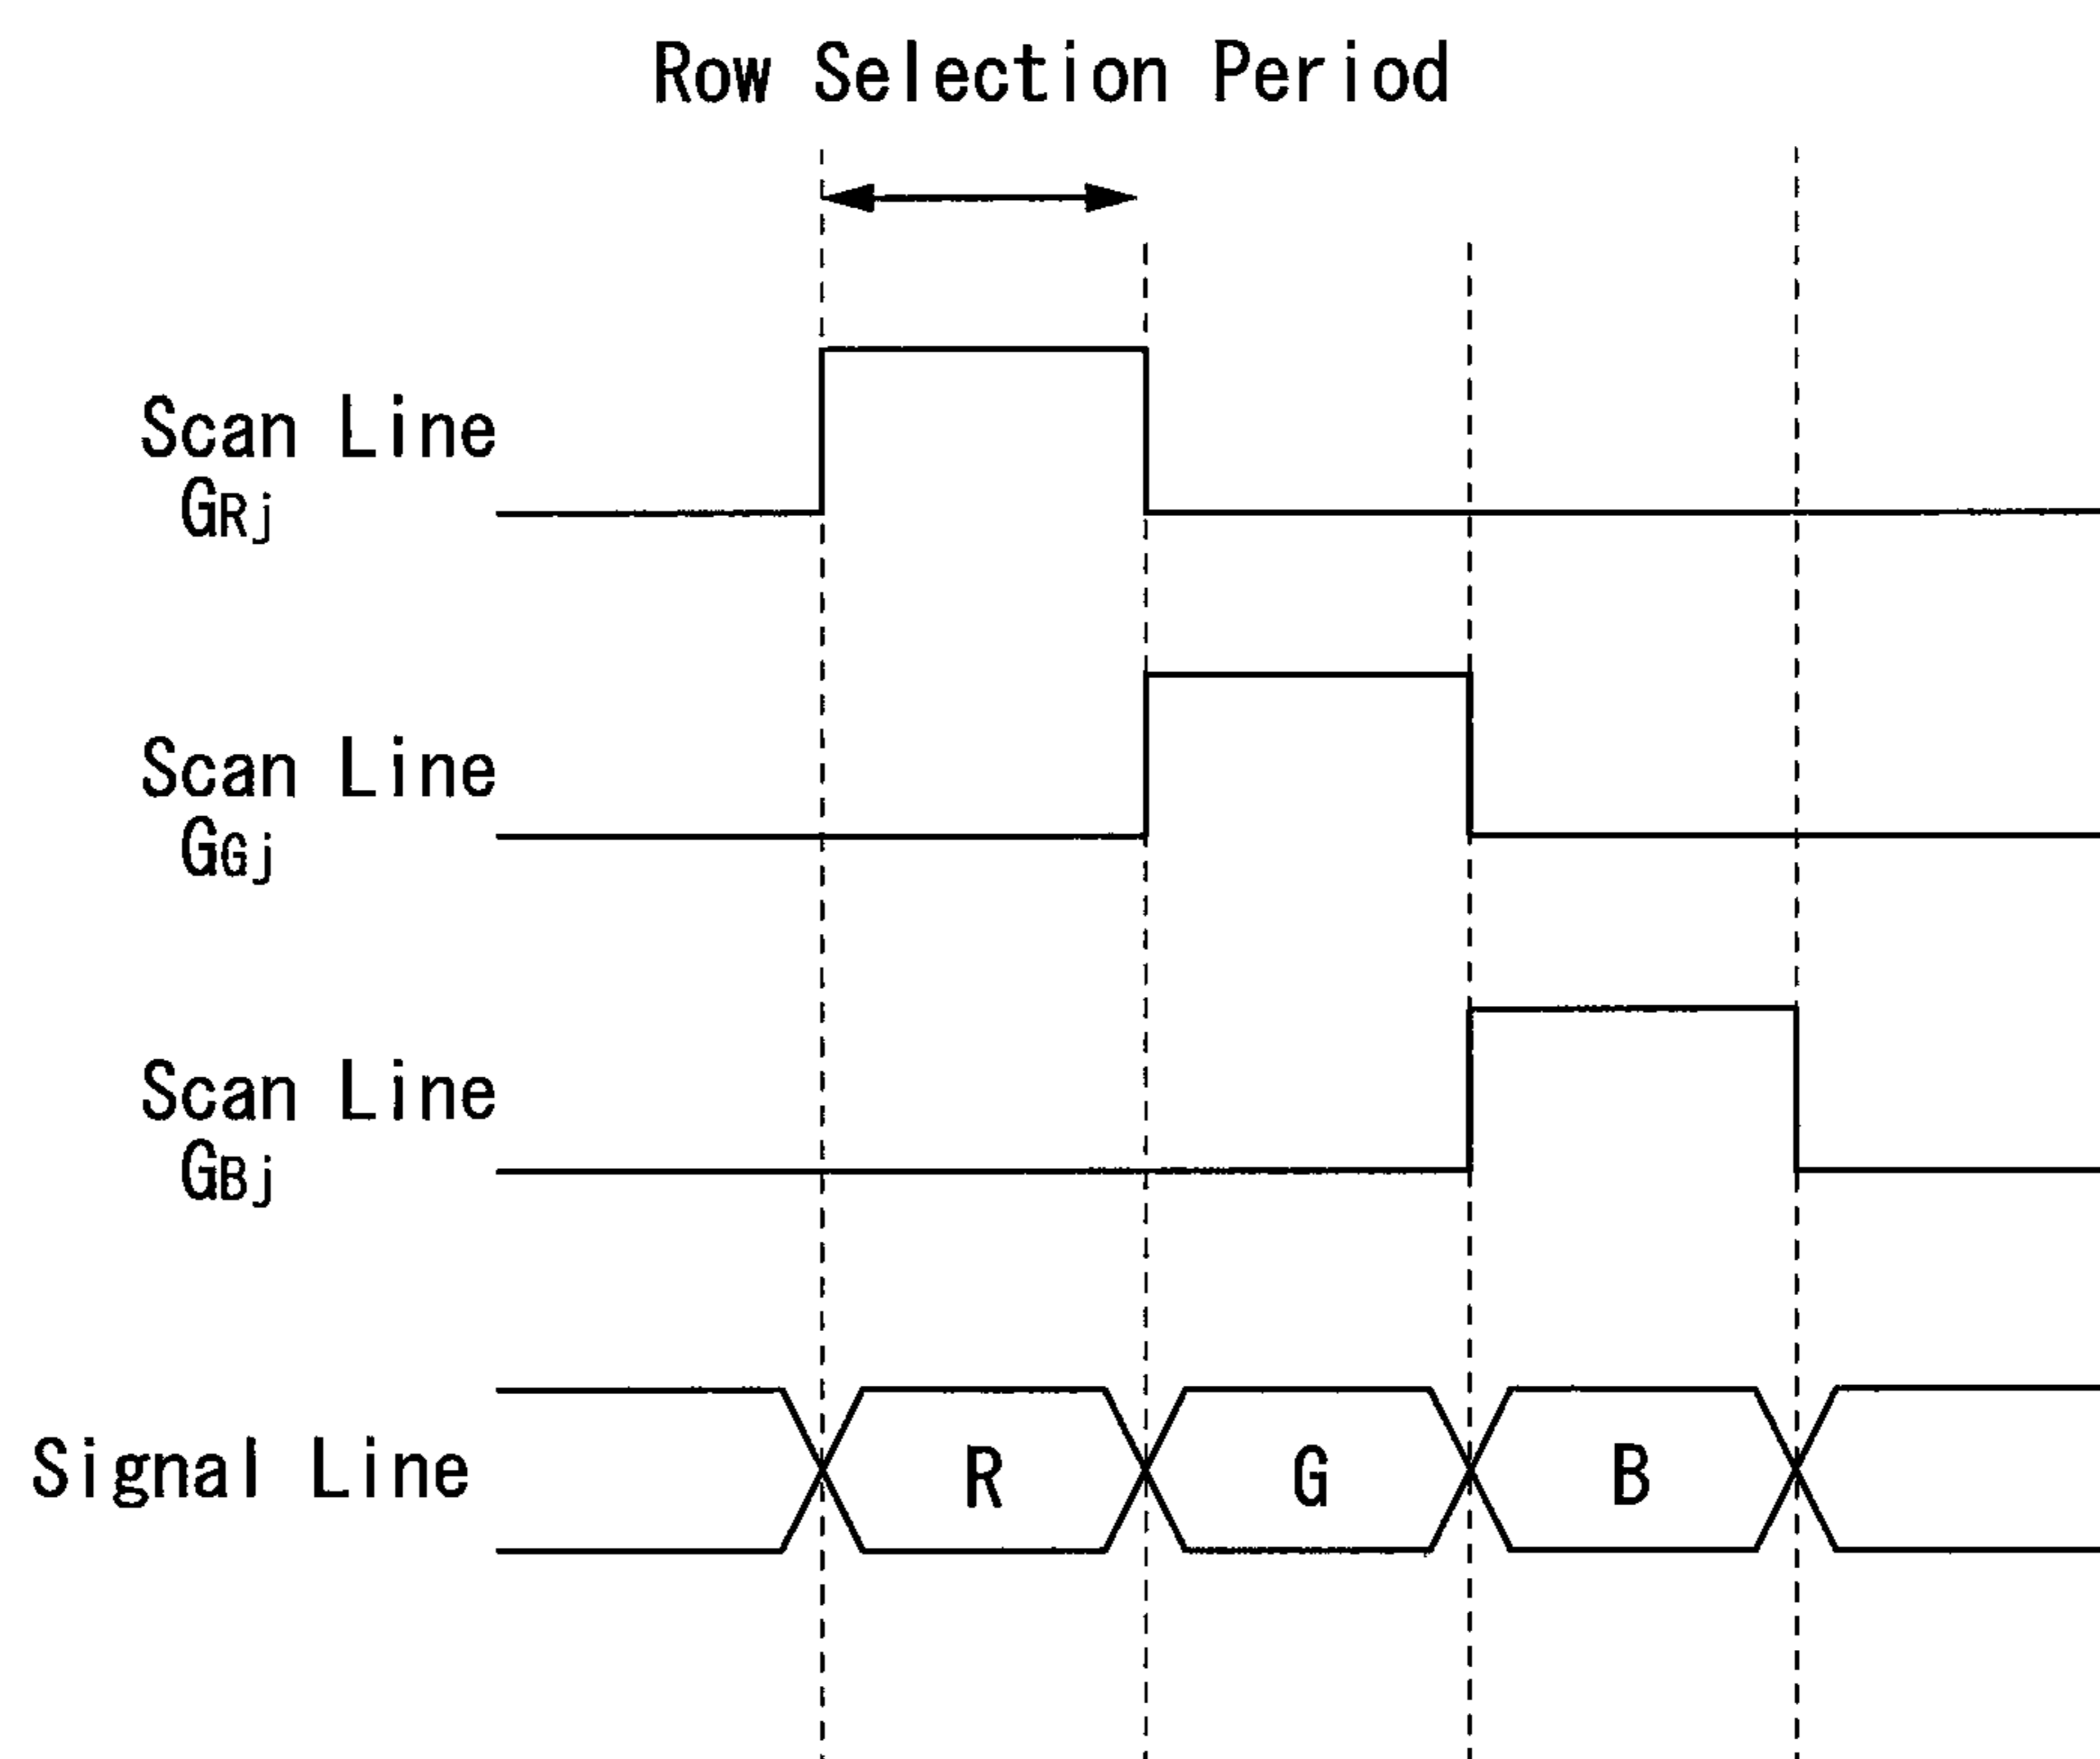 Row Selection Period
Scan Line
GRj
Scan Line
GGj
Scan Line
GBj
Signal Line
R
G
B